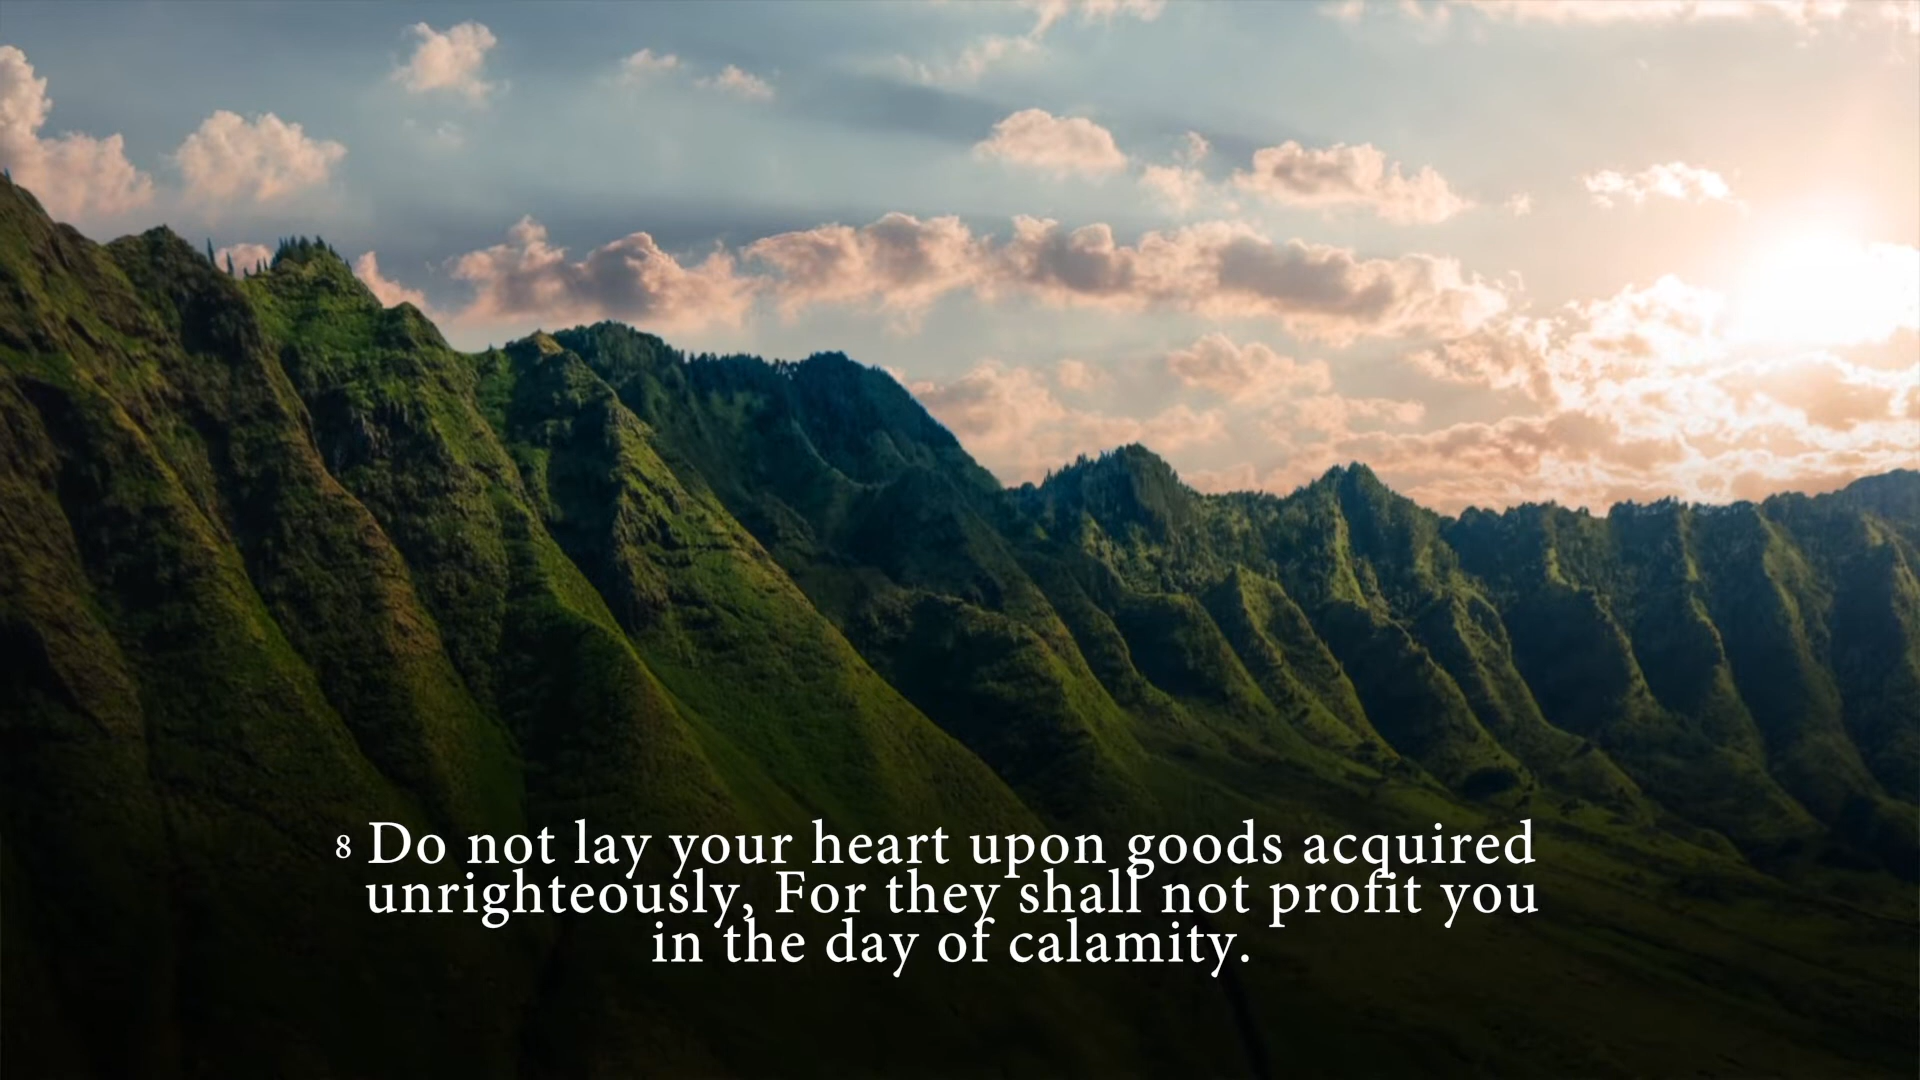 8 Do not lay your heart upon goods acquired
unrighteously, For they shall not profit you
in the day of calamity.